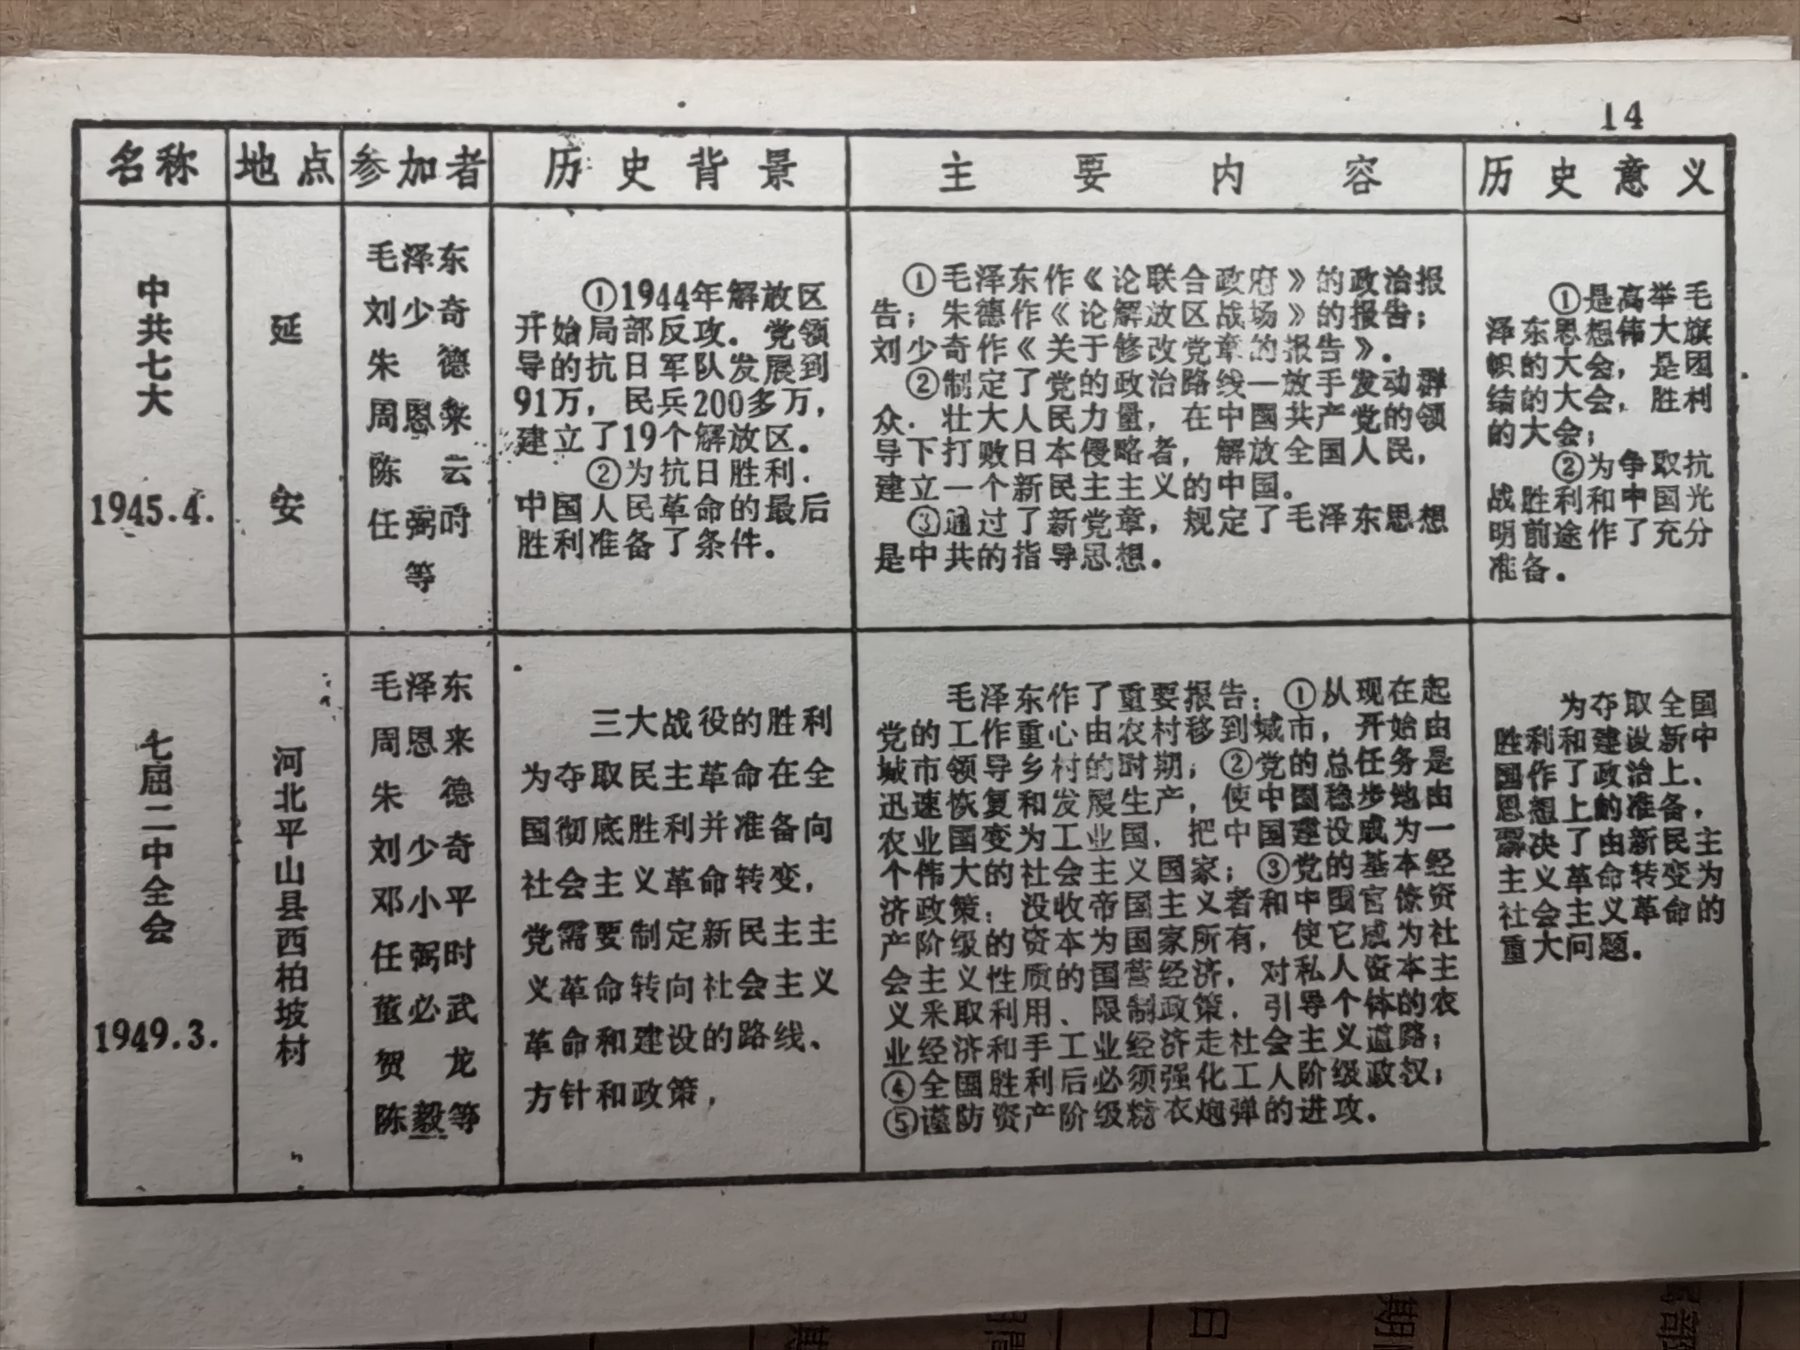 14
名称 地点 参加者 历史背景 主要内容 历史意义
中共七大
1945.4.
延安
毛泽东
刘少奇
朱德
周恩来
陈云
任弼时
等
①1944年解放区
开始局部反攻。党领
导的抗日军队发展到
91万，民兵200多万，
建立了19个解放区。
②为抗日胜利.
中国人民革命的最后
胜利准备了条件。
①毛泽东作《论联合政府》的政治报
告；朱德作《论解放区战场》的报告；
刘少奇作《关于修改党章的报告》.
②制定了党的政治路线—放手发动群
众.壮大人民力量，在中國共产党的领
导下打败日本侵略者，解放全国人民，
建立一个新民主主义的中国。
③通过了新党章，规定了毛泽东思想
是中共的指导思想。
①是高举毛
泽东思想伟大旗
帜的大会，是团
结的大会，胜利
的大会；
②为争取抗
战胜利和中国光
明前途作了充分
准备.
七届二中全会
1949.3.
河北平山县西柏坡村
毛泽东
周恩来
朱德
刘少奇
邓小平
任弼时
董必武
贺龙
陈毅等
三大战役的胜利
为夺取民主革命在全
国彻底胜利并准备向
社会主义革命转变，
党需要制定新民主主
义革命转向社会主义
革命和建设的路线、
方针和政策，
毛泽东作了重要报告：①从现在起
党的工作重心由农村移到城市，开始由
城市领导乡村的时期；②党的总任务是
迅速恢复和发展生产，使中国稳步地由
农业国变为工业国，把中国建设成为一
个伟大的社会主义国家；③党的基本经
济政策：没收帝国主义者和中国官僚资
产阶级的资本为国家所有，使它成为社
会主义性质的国营经济，对私人资本主
义采取利用、限制政策，引导个体的农
业经济和手工业经济走社会主义道路；
④全国胜利后必须强化工人阶级政权；
⑤谨防资产阶级糖衣炮弹的进攻.
为夺取全国
胜利和建设新中
国作了政治上、
思想上的准备，
解决了由新民主
主义革命转变为
社会主义革命的
重大问题.